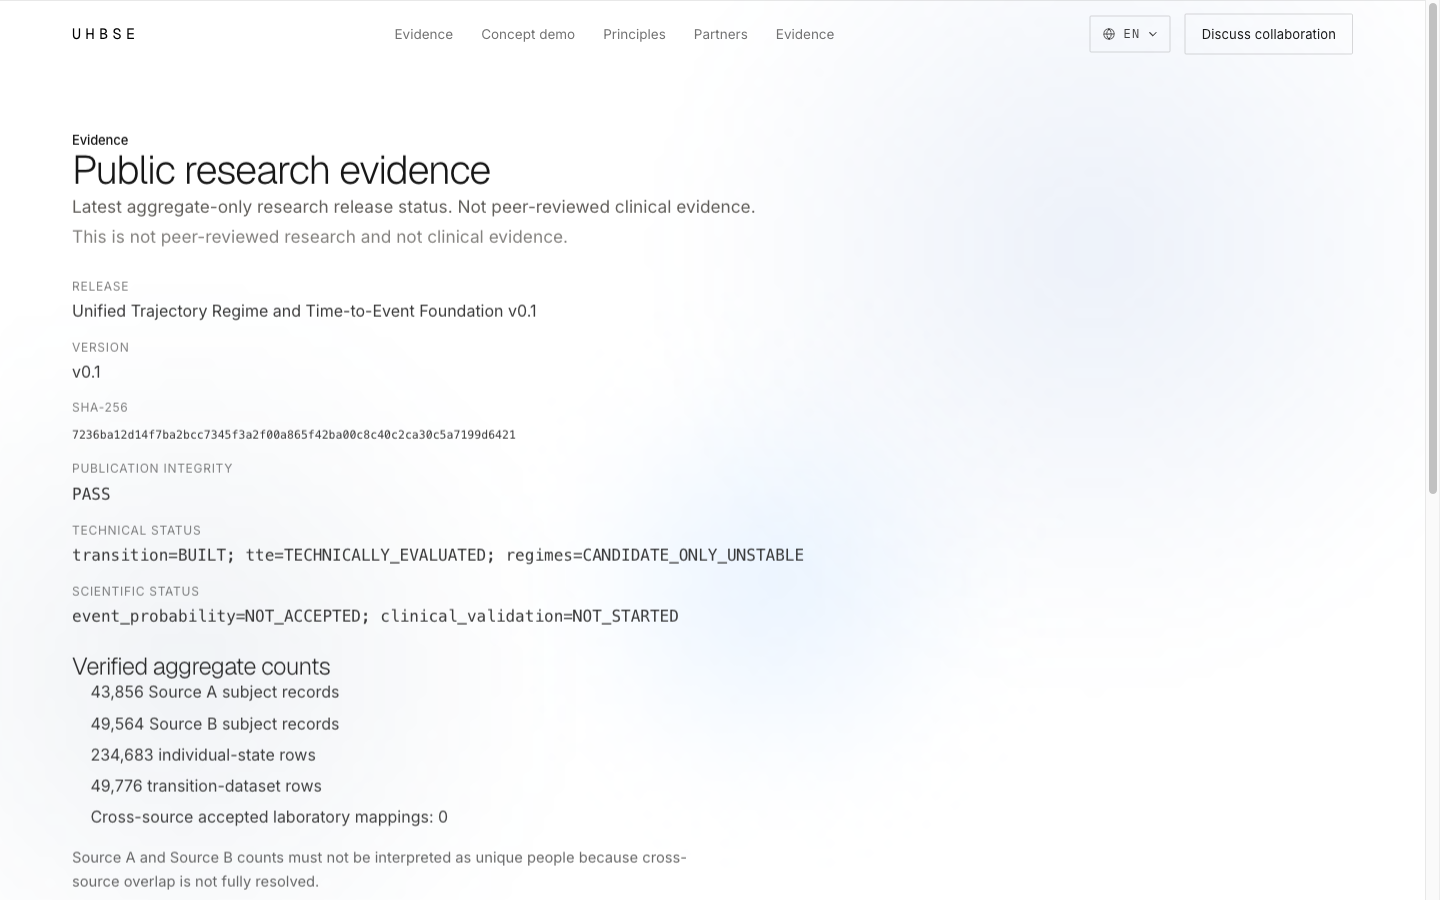 UHBSE
Evidence
Concept demo
Principles
Partners
Evidence
EN
Discuss collaboration
Evidence
Public research evidence
Latest aggregate-only research release status. Not peer-reviewed clinical evidence.
This is not peer-reviewed research and not clinical evidence.
RELEASE
Unified Trajectory Regime and Time-to-Event Foundation v0.1
VERSION
v0.1
SHA-256
7236ba12d14f7ba2bcc7345f3a2f00a865f42ba00c8c40c2ca30c5a7199d6421
PUBLICATION INTEGRITY
PASS
TECHNICAL STATUS
transition=BUILT; tte=TECHNICALLY_EVALUATED; regimes=CANDIDATE_ONLY_UNSTABLE
SCIENTIFIC STATUS
event_probability=NOT_ACCEPTED; clinical_validation=NOT_STARTED
Verified aggregate counts
43,856 Source A subject records
49,564 Source B subject records
234,683 individual-state rows
49,776 transition-dataset rows
Cross-source accepted laboratory mappings: 0
Source A and Source B counts must not be interpreted as unique people because cross-
source overlap is not fully resolved.